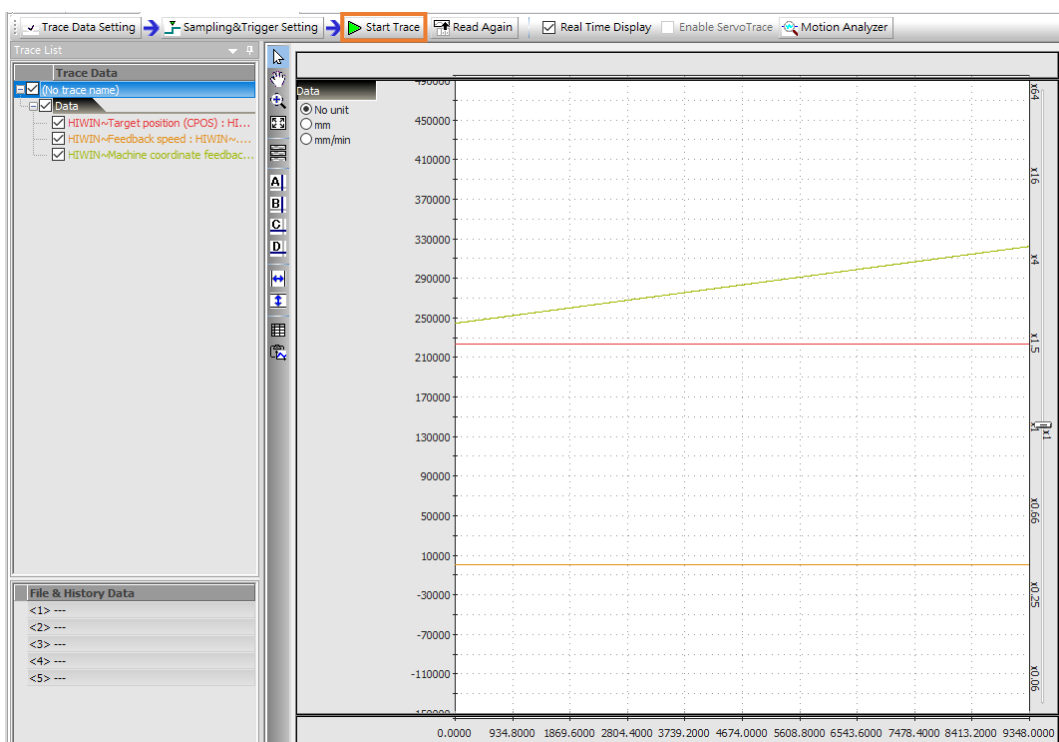 Trace Data Setting Sampling&Trigger Setting Start Trace Read Again Real Time Display Enable ServoTrace Motion Analyzer
Trace List
Trace Data
(No trace name)
Data
HIWIN~Target position (CPOS) : HI...
HIWIN~Feedback speed : HIWIN~....
HIWIN~Machine coordinate feedbac...
A
B
C
D
Data
No unit
mm
mm/min
490000
450000
410000
370000
330000
290000
250000
210000
170000
130000
90000
50000
10000
-30000
-70000
-110000
-150000
x64
x16
x4
x1.5
x1
x1
x0.66
x0.25
x0.06
0.0000 934.8000 1869.6000 2804.4000 3739.2000 4674.0000 5608.8000 6543.6000 7478.4000 8413.2000 9348.0000
File & History Data
<1> ---
<2> ---
<3> ---
<4> ---
<5> ---